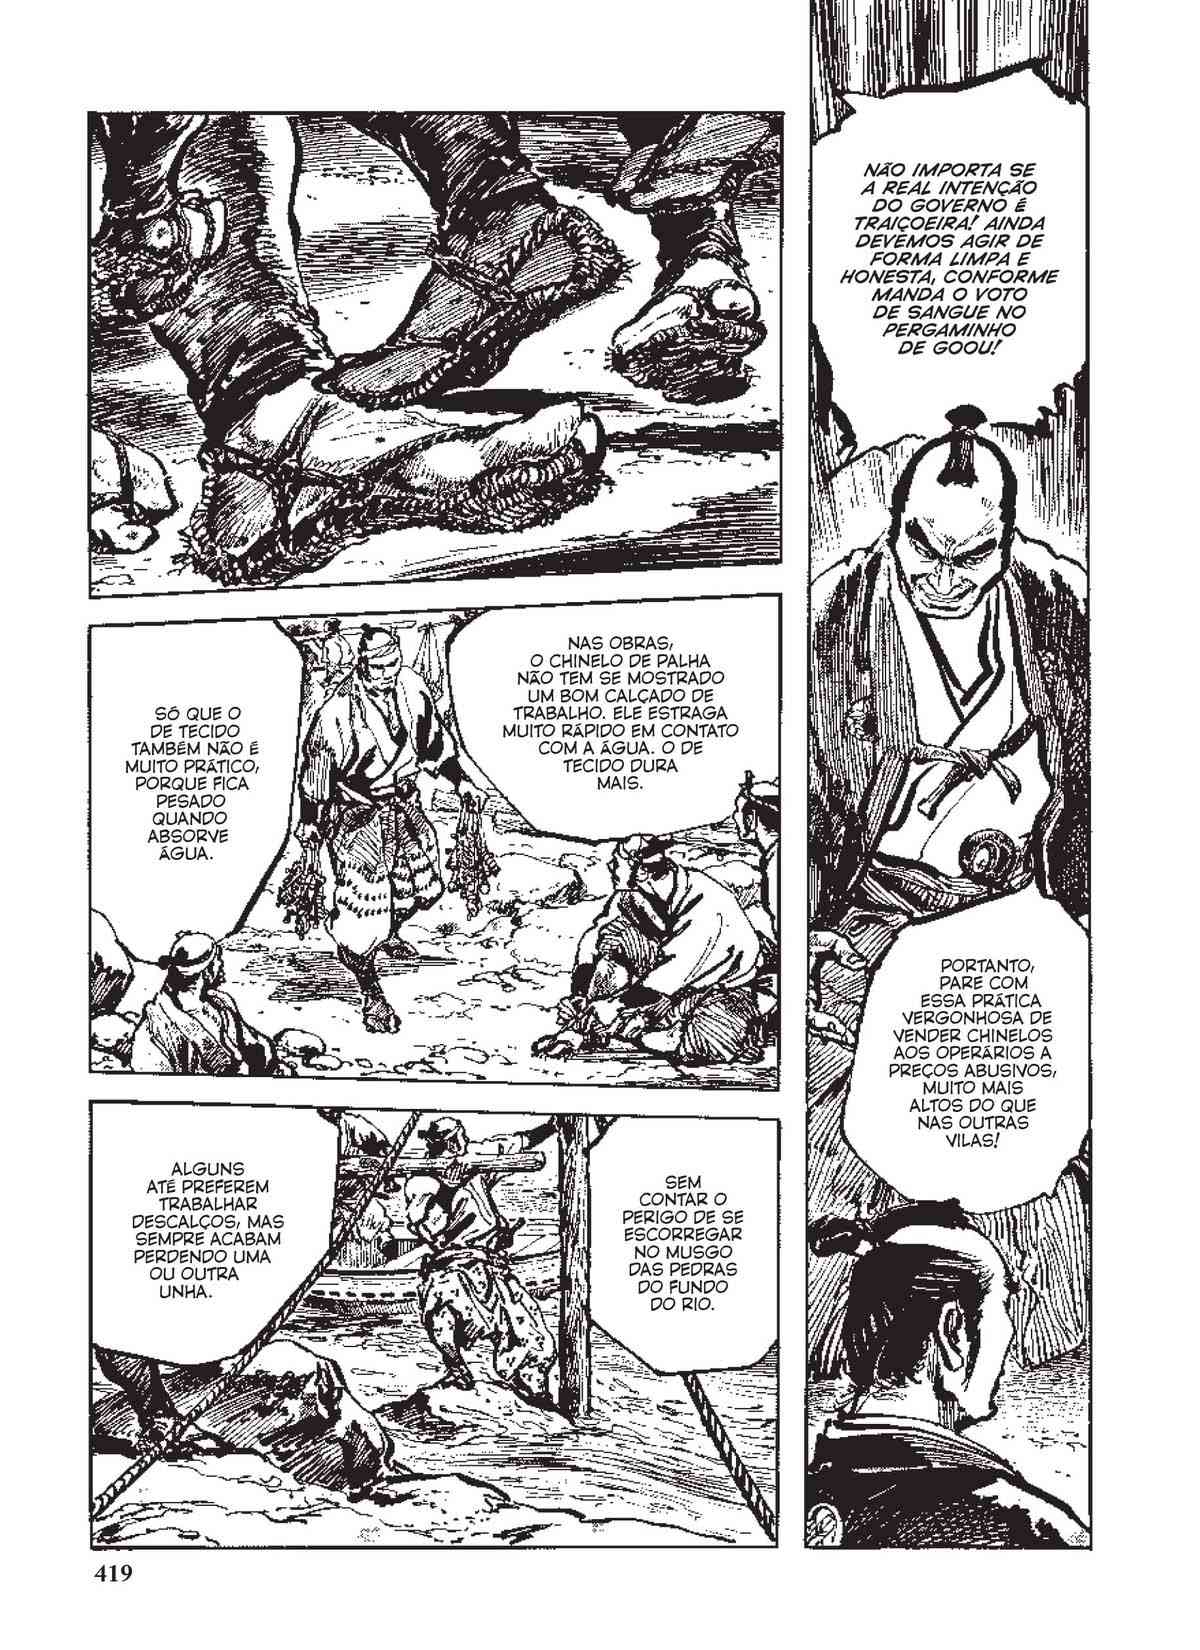 NÃO IMPORTA SE
A REAL INTENÇÃO
DO GOVERNO É
TRAIÇOEIRA! AINDA
DEVEMOS AGIR DE
FORMA LIMPA E
HONESTA, CONFORME
MANDA O VOTO
DE SANGUE NO
PERGAMINHO
DE GOOU!
PORTANTO,
PARE COM
ESSA PRÁTICA
VERGONHOSA DE
VENDER CHINELOS
AOS OPERÁRIOS A
PREÇOS ABUSIVOS,
MUITO MAIS
ALTOS DO QUE
NAS OUTRAS
VILAS!
NAS OBRAS,
O CHINELO DE PALHA
NÃO TEM SE MOSTRADO
UM BOM CALÇADO DE
TRABALHO. ELE ESTRAGA
MUITO RÁPIDO EM CONTATO
COM A ÁGUA. O DE
TECIDO DURA
MAIS.
SÓ QUE O
DE TECIDO
TAMBÉM NÃO É
MUITO PRÁTICO,
PORQUE FICA
PESADO
QUANDO
ABSORVE
ÁGUA.
SEM
CONTAR O
PERIGO DE SE
ESCORREGAR
NO MUSGO
DAS PEDRAS
DO FUNDO
DO RIO.
ALGUNS
ATÉ PREFEREM
TRABALHAR
DESCALÇOS, MAS
SEMPRE ACABAM
PERDENDO UMA
OU OUTRA
UNHA.
419